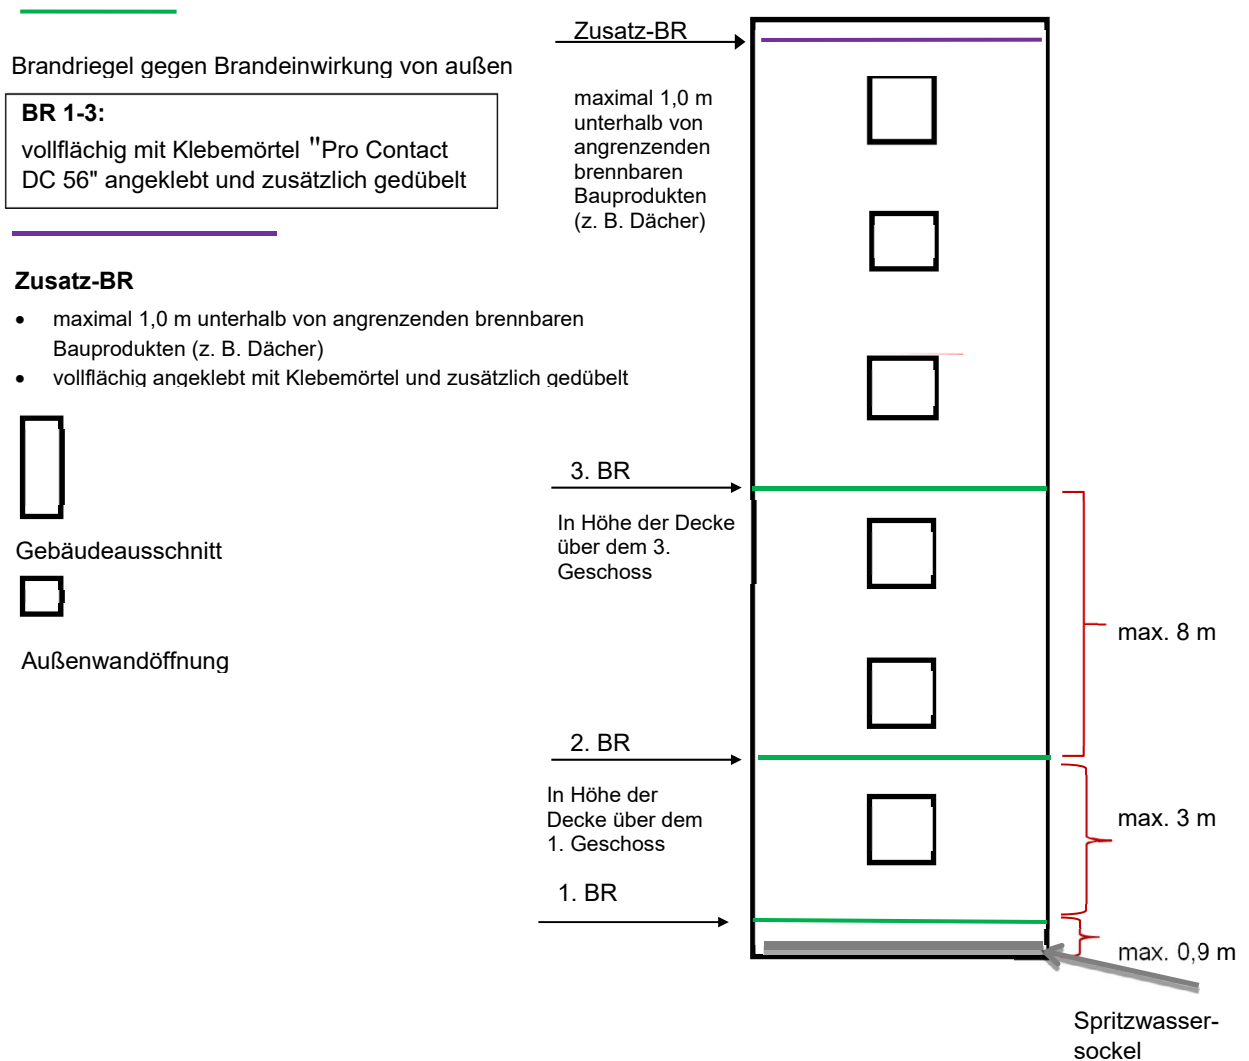 Brandriegel gegen Brandeinwirkung von außen
BR 1-3:
vollflächig mit Klebemörtel "Pro Contact
DC 56" angeklebt und zusätzlich gedübelt
Zusatz-BR
• maximal 1,0 m unterhalb von angrenzenden brennbaren
Bauprodukten (z. B. Dächer)
• vollflächig angeklebt mit Klebemörtel und zusätzlich gedübelt
Gebäudeausschnitt
Außenwandöffnung
Zusatz-BR
maximal 1,0 m
unterhalb von
angrenzenden
brennbaren
Bauprodukten
(z. B. Dächer)
3. BR
In Höhe der Decke
über dem 3.
Geschoss
2. BR
In Höhe der
Decke über dem
1. Geschoss
1. BR
max. 8 m
max. 3 m
max. 0,9 m
Spritzwasser-
sockel